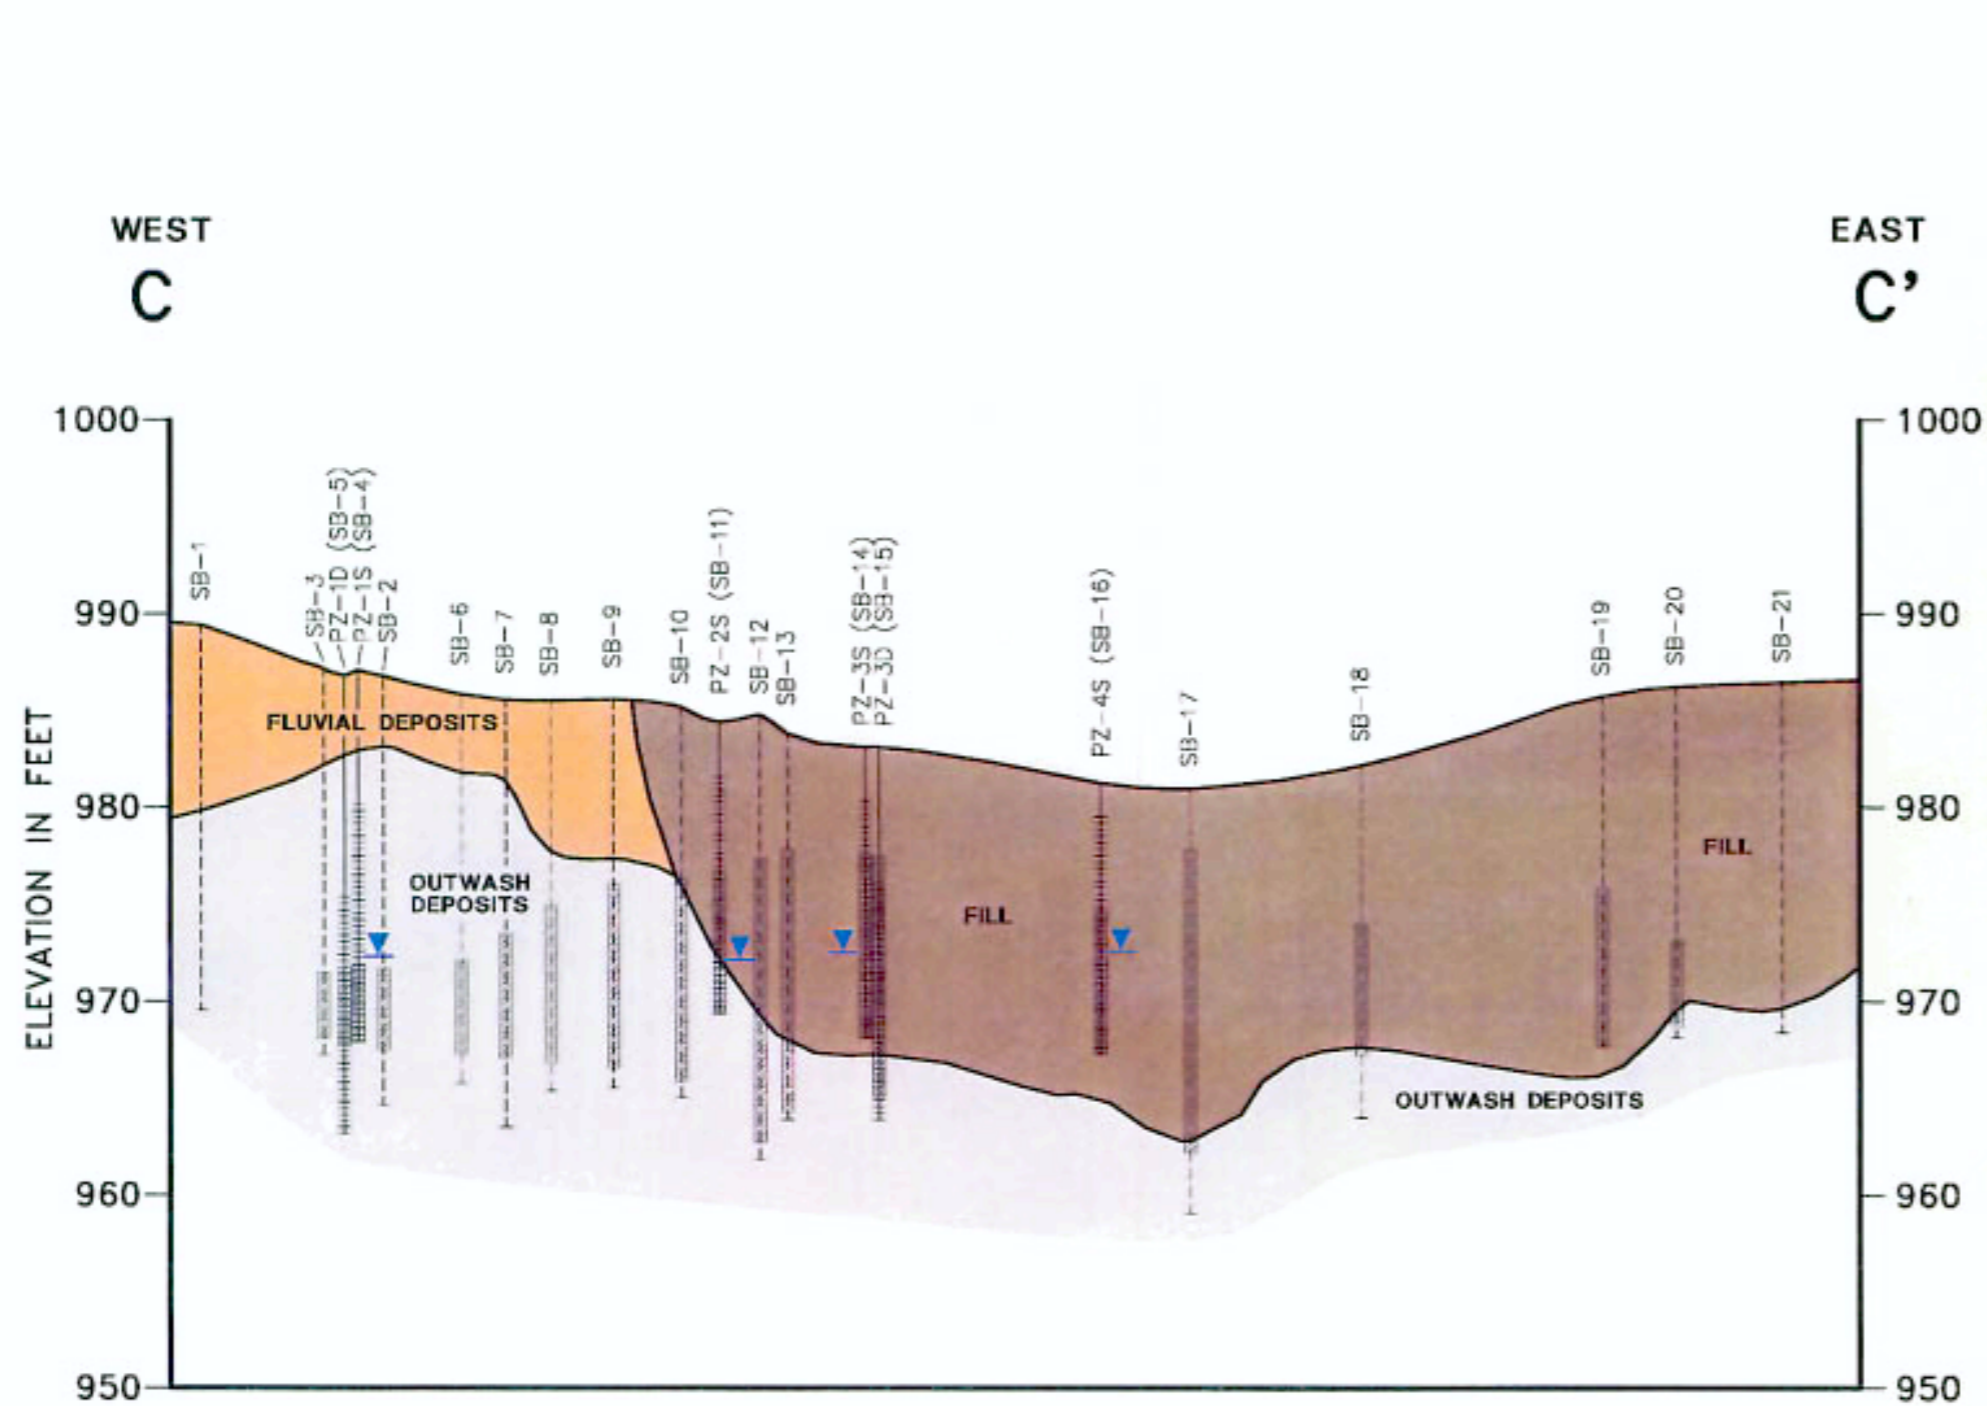 WEST
EAST
C
C’
1000
1000
990
990
980
980
970
970
960
960
950
950
ELEVATION IN FEET
SB-1
SB-3
PZ-1D (SB-5)
PZ-1S (SB-4)
SB-2
SB-6
SB-7
SB-8
SB-9
SB-10
PZ-2S (SB-11)
SB-12
SB-13
PZ-3S (SB-14)
PZ-3D (SB-15)
PZ-4S (SB-16)
SB-17
SB-18
SB-19
SB-20
SB-21
FLUVIAL DEPOSITS
OUTWASH
DEPOSITS
FILL
FILL
OUTWASH DEPOSITS